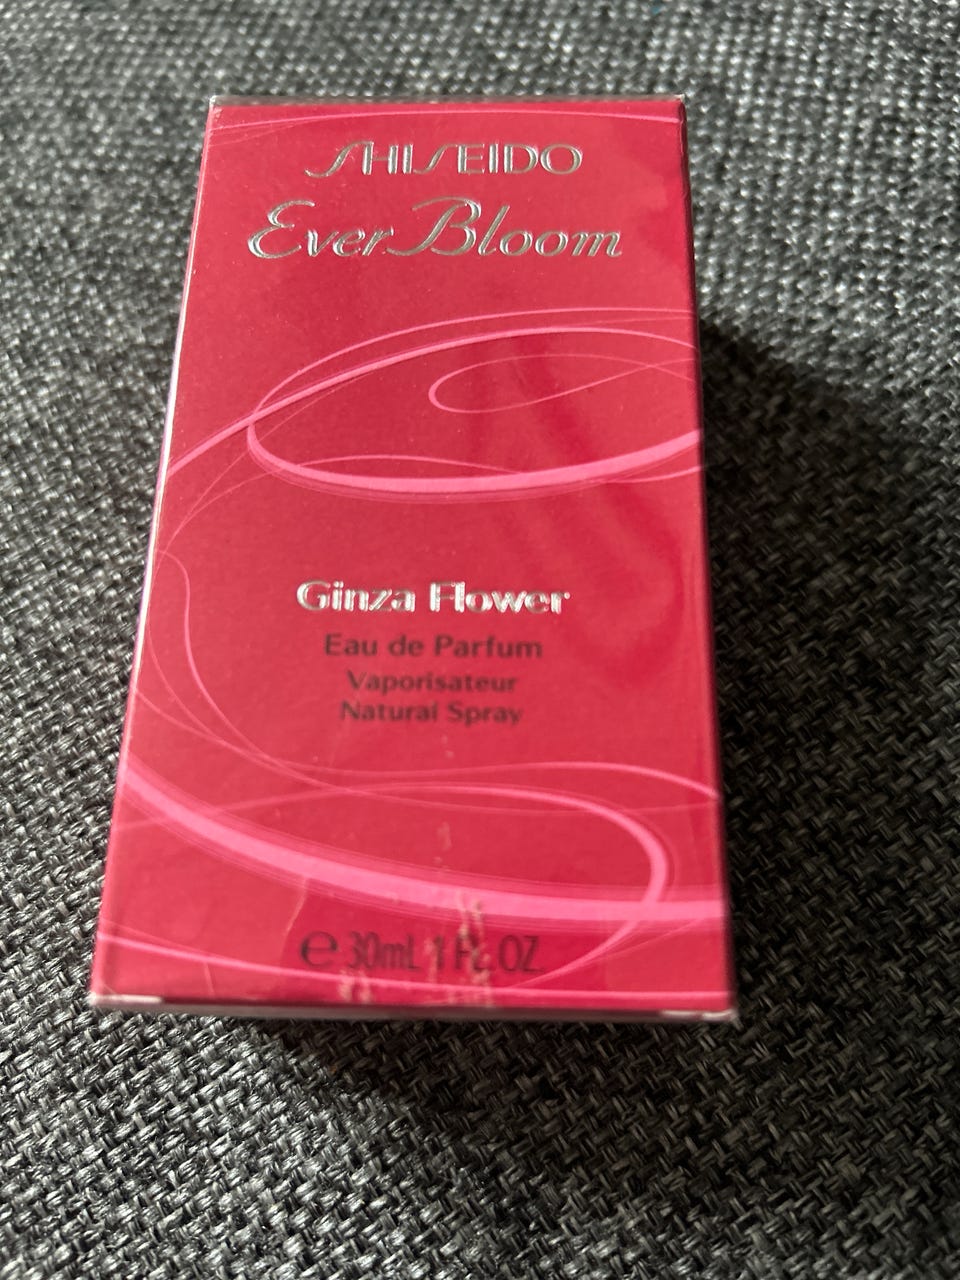 SHISEIDO
Ever Bloom
Ginza Flower
Eau de Parfum
Vaporisateur
Natural Spray
℮ 30mL 1 FL.OZ.